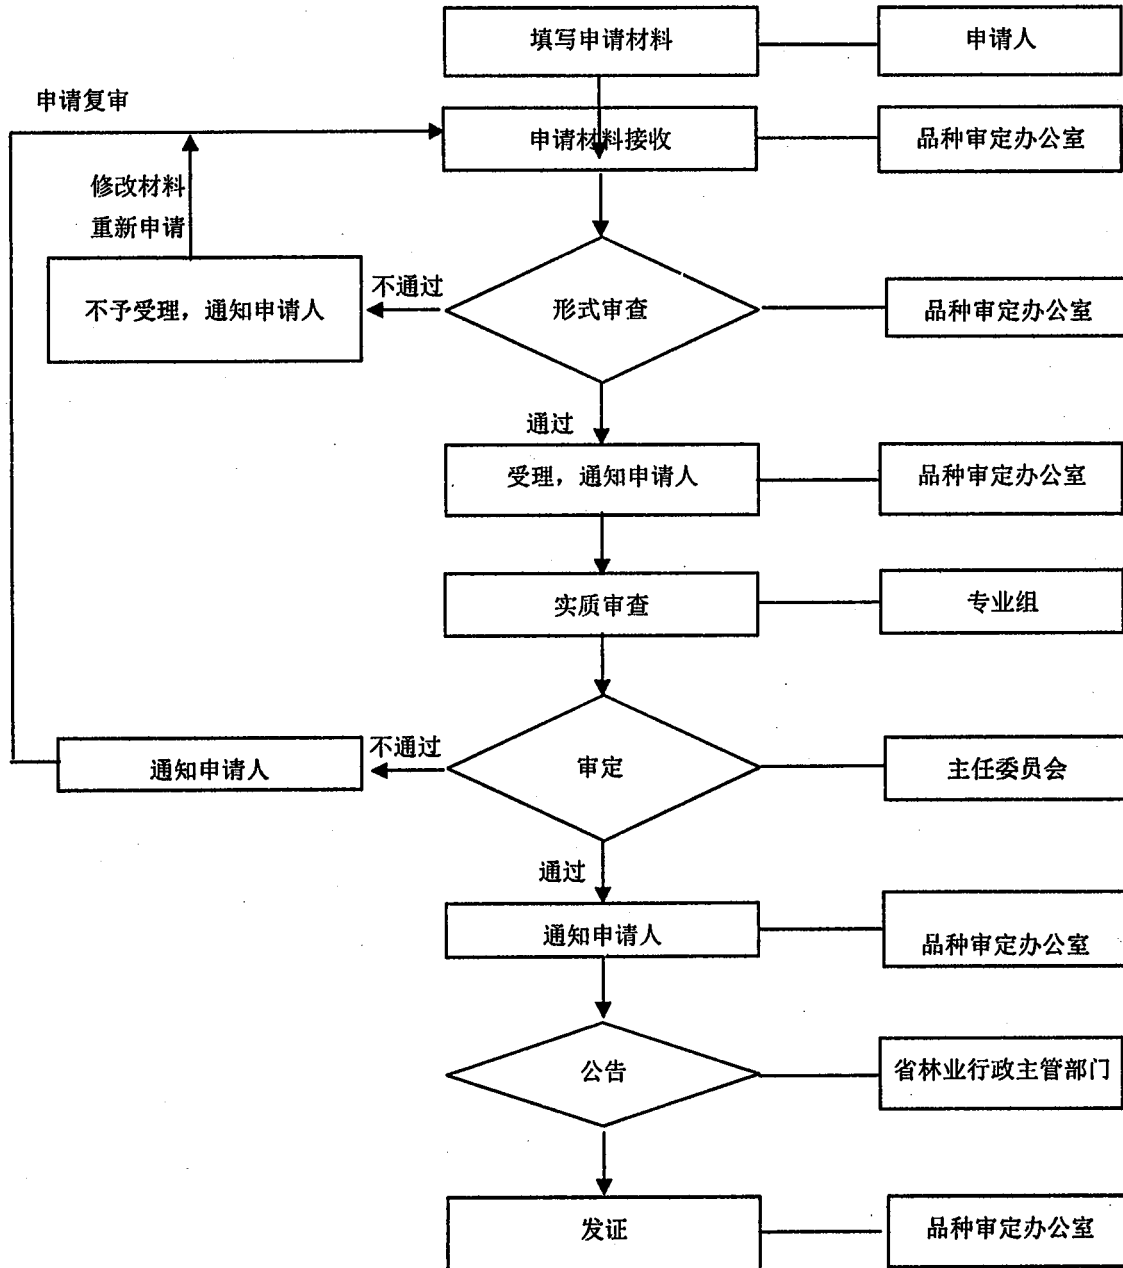 填写申请材料
申请人
申请复审
申请材料接收
品种审定办公室
修改材料
重新申请
不予受理，通知申请人
不通过
形式审查
品种审定办公室
通过
受理，通知申请人
品种审定办公室
实质审查
专业组
通知申请人
不通过
审定
主任委员会
通过
通知申请人
品种审定办公室
公告
省林业行政主管部门
发证
品种审定办公室